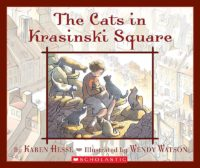 The Cats in
Krasinski Square
By KAREN HESSE Illustrated by WENDY WATSON
SCHOLASTIC